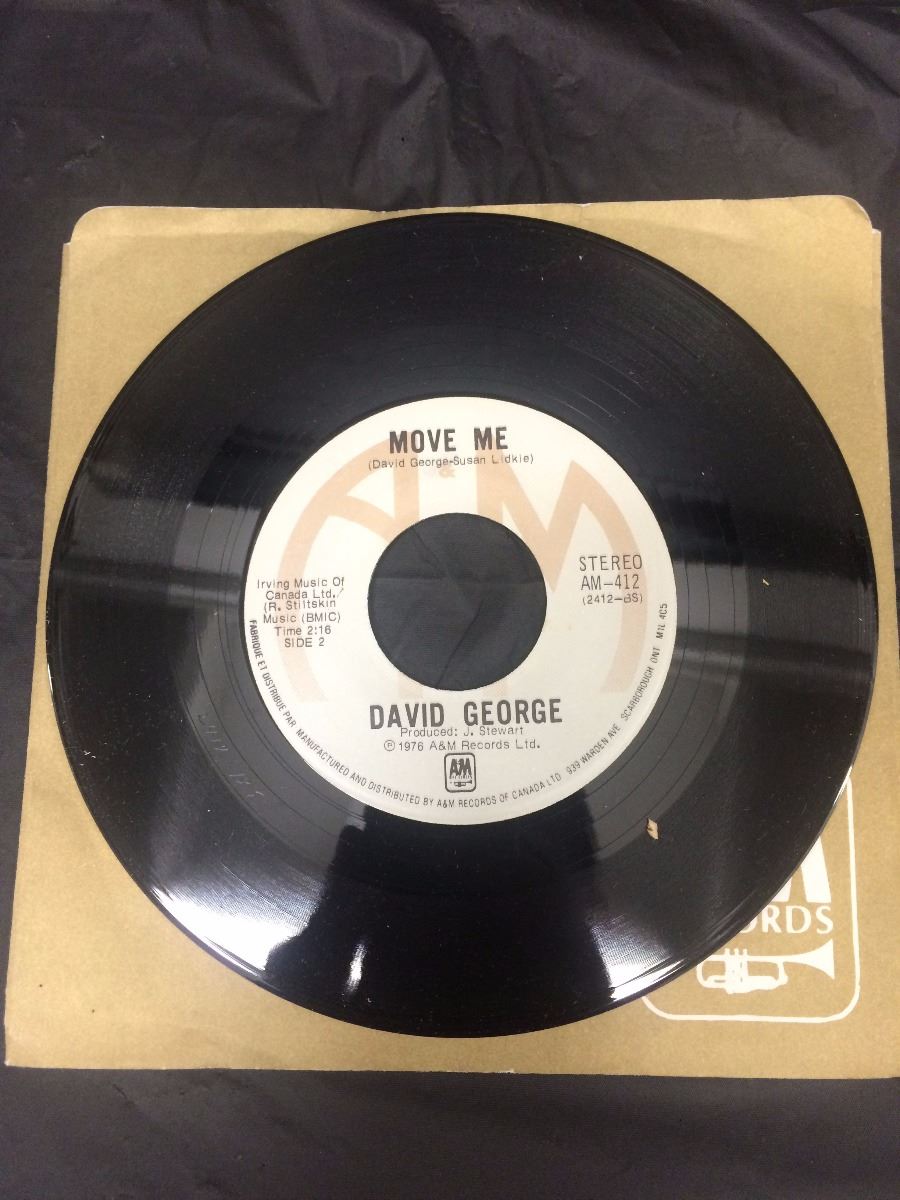 MOVE ME
(David George-Susan Lidkie)
A&M
STEREO
AM-412
(2412-BS)
Irving Music Of
Canada Ltd./
(R. Stiltskin
Music (BMIC)
Time 2:16
SIDE 2
DAVID GEORGE
Produced: J. Stewart
℗ 1976 A&M Records Ltd.
A&M
RECORDS
FABRIQUE ET DISTRIBUE PAR MANUFACTURED AND DISTRIBUTED BY A&M RECORDS OF CANADA LTD 939 WARDEN AVE SCARBOROUGH ONT M1L 4C5
M
ORDS